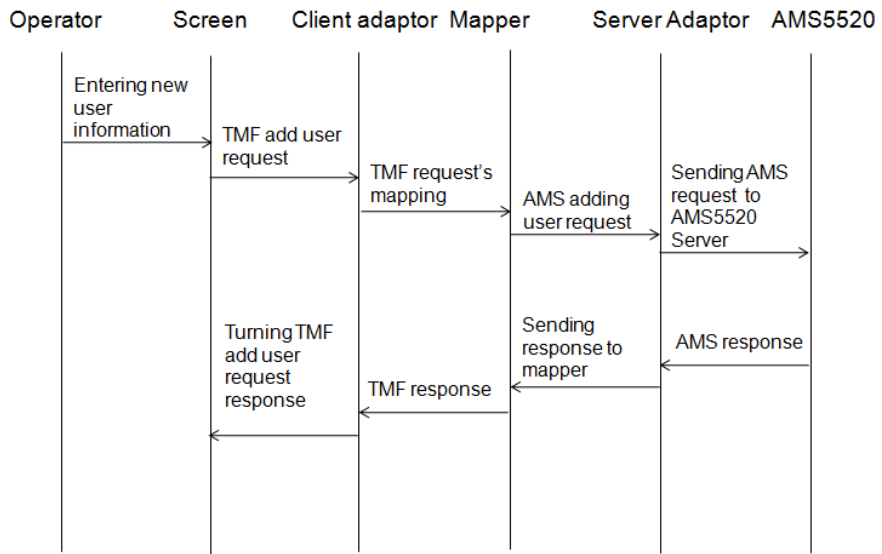 Operator Screen Client adaptor Mapper Server Adaptor AMS5520
Entering new
user
information
TMF add user
request
TMF request's
mapping
AMS adding
user request
Sending AMS
request to
AMS5520
Server
AMS response
Sending
response to
mapper
TMF response
Turning TMF
add user
request
response